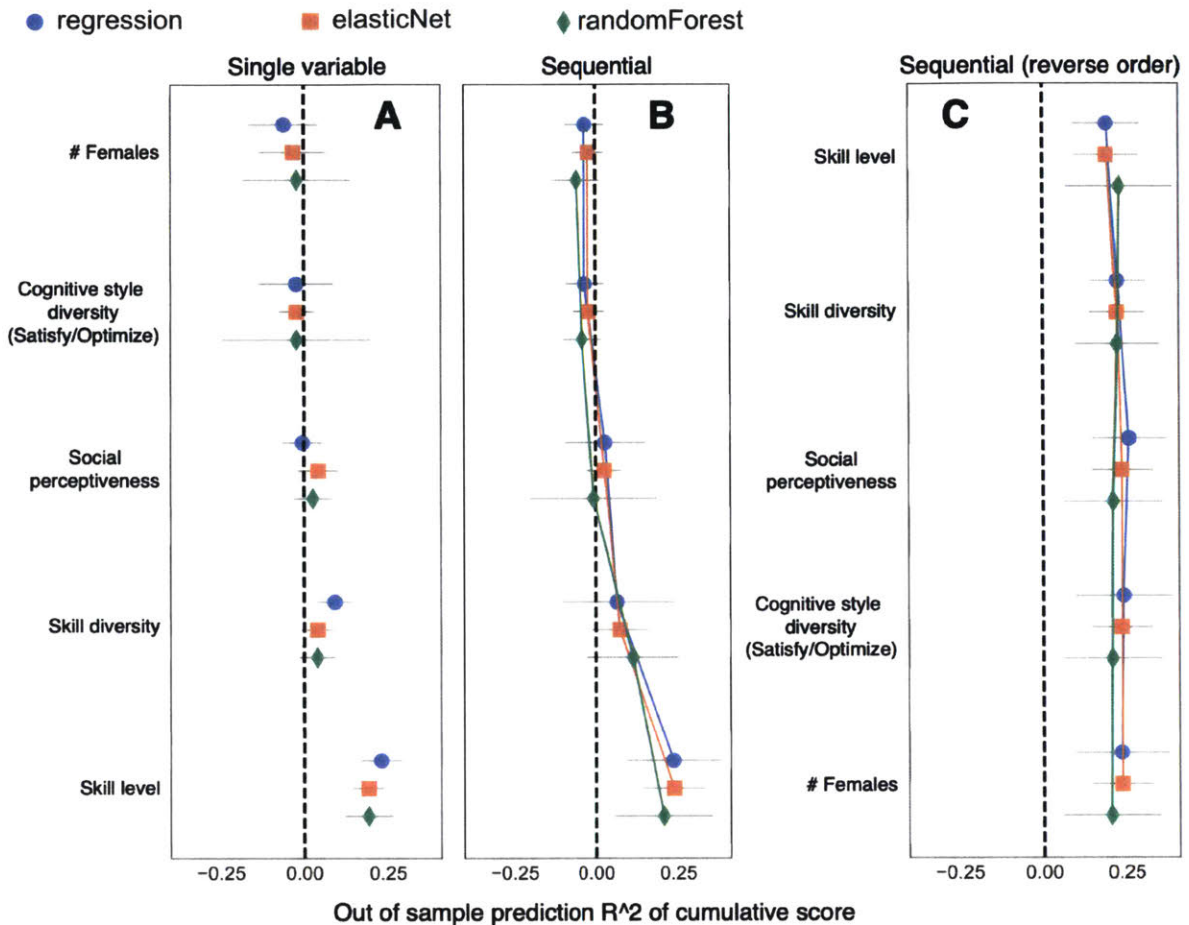 regression elasticNet randomForest
Single variable Sequential Sequential (reverse order)
A B C
# Females
Cognitive style
diversity
(Satisfy/Optimize)
Social
perceptiveness
Skill diversity
Skill level
Skill level
Skill diversity
Social
perceptiveness
Cognitive style
diversity
(Satisfy/Optimize)
# Females
−0.25 0.00 0.25 −0.25 0.00 0.25 −0.25 0.00 0.25
Out of sample prediction R^2 of cumulative score